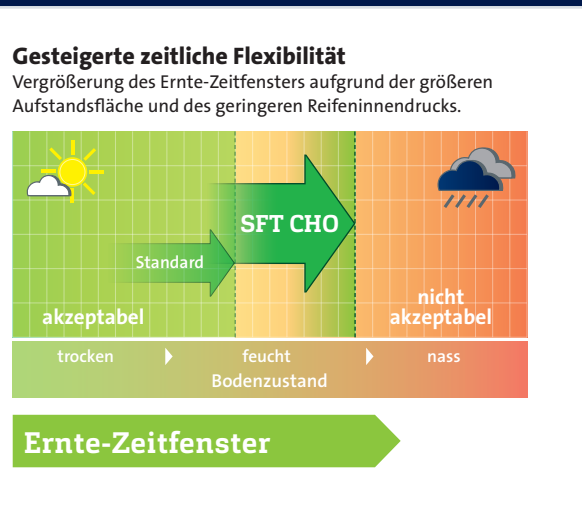 Gesteigerte zeitliche Flexibilität
Vergrößerung des Ernte-Zeitfensters aufgrund der größeren
Aufstandsfläche und des geringeren Reifeninnendrucks.
SFT CHO
Standard
akzeptabel
nicht
akzeptabel
trocken feucht nass
Bodenzustand
Ernte-Zeitfenster